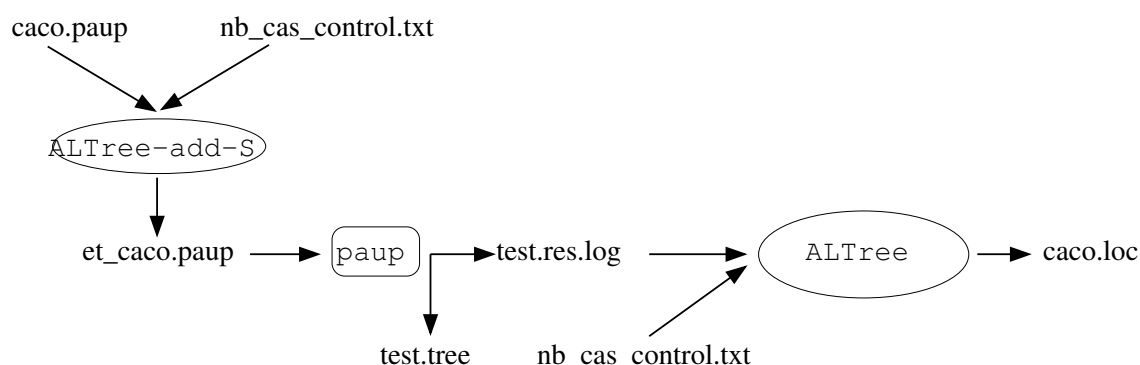 caco.paup nb_cas_control.txt
ALTree-add-S
et_caco.paup paup test.res.log ALTree caco.loc
test.tree nb cas control.txt